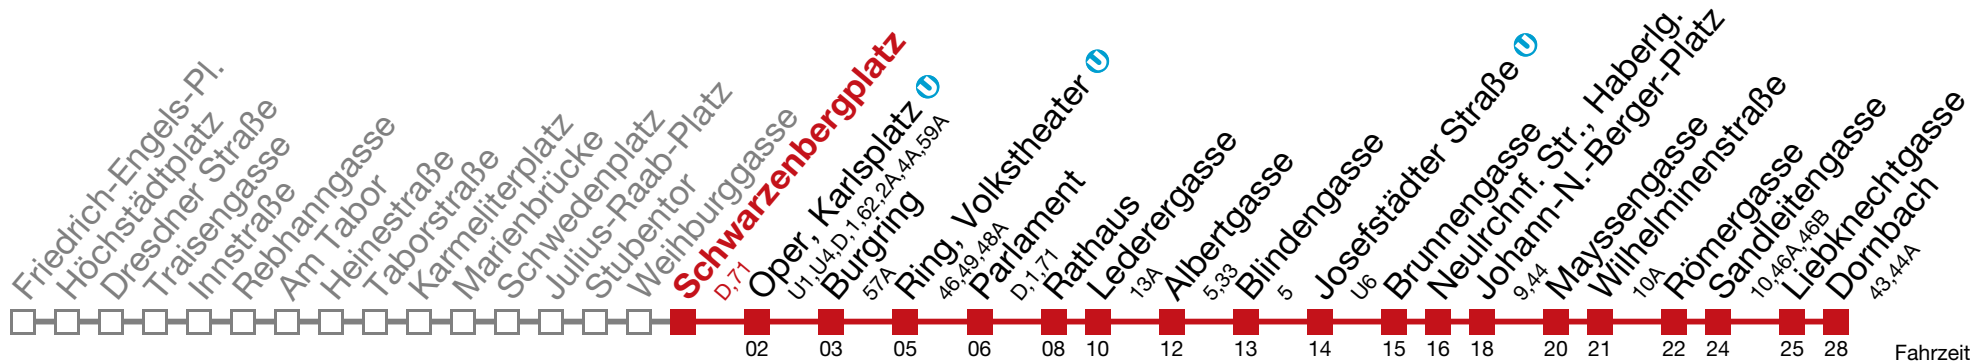 Friedrich-Engels-Pl.
Höchstädtplatz
Dresdner Straße
Traisengasse
Innstraße
Rebhanngasse
Am Tabor
Heinestraße
Taborstraße
Karmeliterplatz
Marienbrücke
Schwedenplatz
Julius-Raab-Platz
Stubentor
Weihburggasse
Schwarzenbergplatz
D,71
Oper, Karlsplatz U
U1,U4,D,1,62,2A,4A,59A
Burgring
57A
Ring, Volkstheater U
46,49,48A
Parlament
D,1,71
Rathaus
Lederergasse
13A
Albertgasse
5,33
Blindengasse
5
Josefstädter Straße U
U6
Brunnengasse
Neulrchnf. Str., Haberlg.
Johann-N.-Berger-Platz
9,44
Mayssengasse
Wilhelminenstraße
10A
Römergasse
Sandleitengasse
10,46A,46B
Liebknechtgasse
Dornbach
43,44A
02 03 05 06 08 10 12 13 14 15 16 18 20 21 22 24 25 28 Fahrzeit